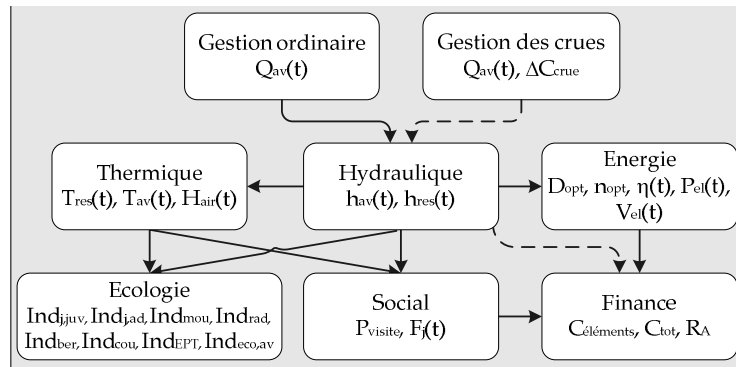 Gestion ordinaire
Qav(t)
Gestion des crues
Qav(t), ΔCcrue
Thermique
Tres(t), Tav(t), Hair(t)
Hydraulique
hav(t), hres(t)
Energie
Dopt, nopt, η(t), Pel(t),
Vel(t)
Ecologie
Indj,juv, Indj,ad, Indmou, Indrad,
Indber, Indcou, IndEPT, Indeco,av
Social
Pvisite, Fj(t)
Finance
Céléments, Ctot, RA